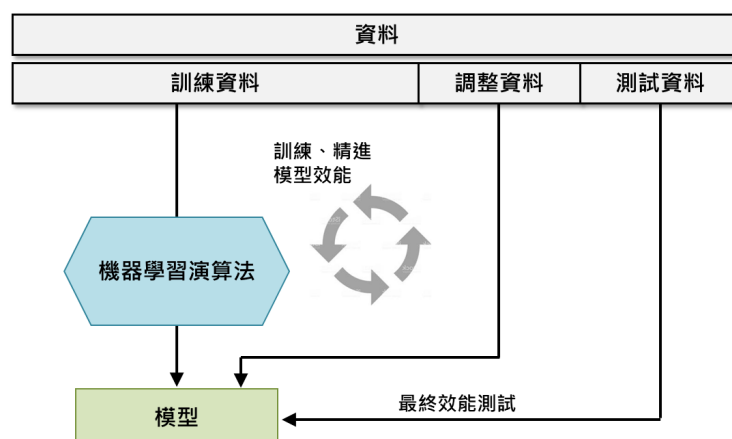 資料
訓練資料
調整資料
測試資料
訓練、精進
模型效能
機器學習演算法
最終效能測試
模型